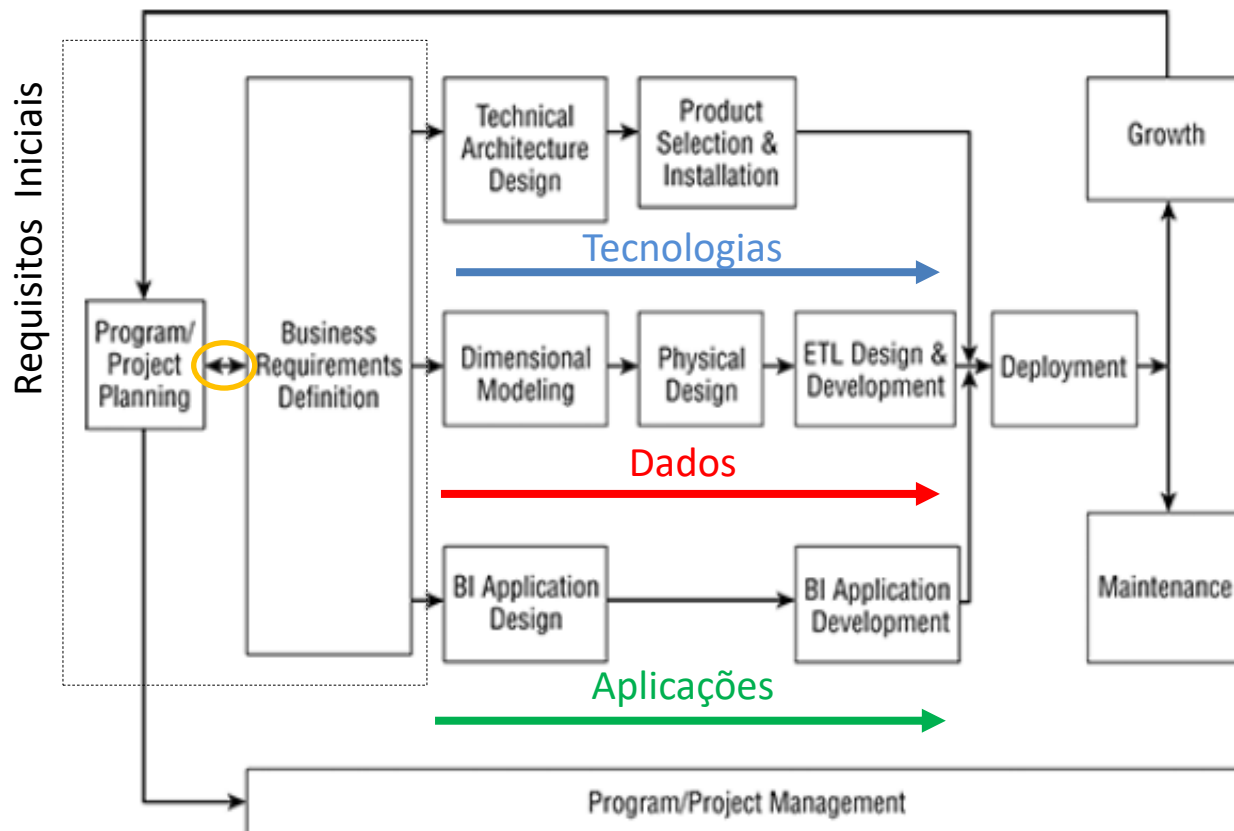 Requisitos Iniciais
Program/
Project
Planning
Business
Requirements
Definition
Technical
Architecture
Design
Product
Selection &
Installation
Growth
Tecnologias
Dimensional
Modeling
Physical
Design
ETL Design &
Development
Deployment
Dados
BI Application
Design
BI Application
Development
Maintenance
Aplicações
Program/Project Management